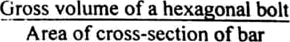 Gross volume of a hexagonal bolt
Area of cross-section of bar